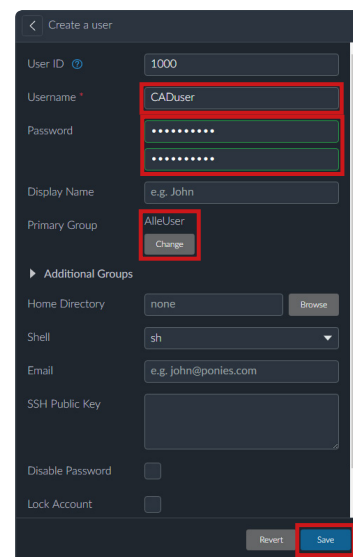 Create a user
User ID ?
1000
Username *
CADuser
Password
••••••••••
••••••••••
Display Name
e.g. John
Primary Group
AlleUser
Change
Additional Groups
Home Directory
none
Browse
Shell
sh
Email
e.g. john@ponies.com
SSH Public Key
Disable Password
Lock Account
Revert
Save